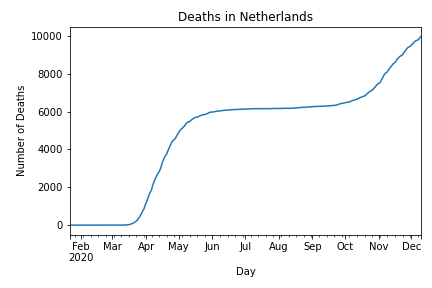 Deaths in Netherlands
10000
8000
6000
4000
2000
0
Number of Deaths
Feb Mar Apr May Jun Jul Aug Sep Oct Nov Dec
2020
Day